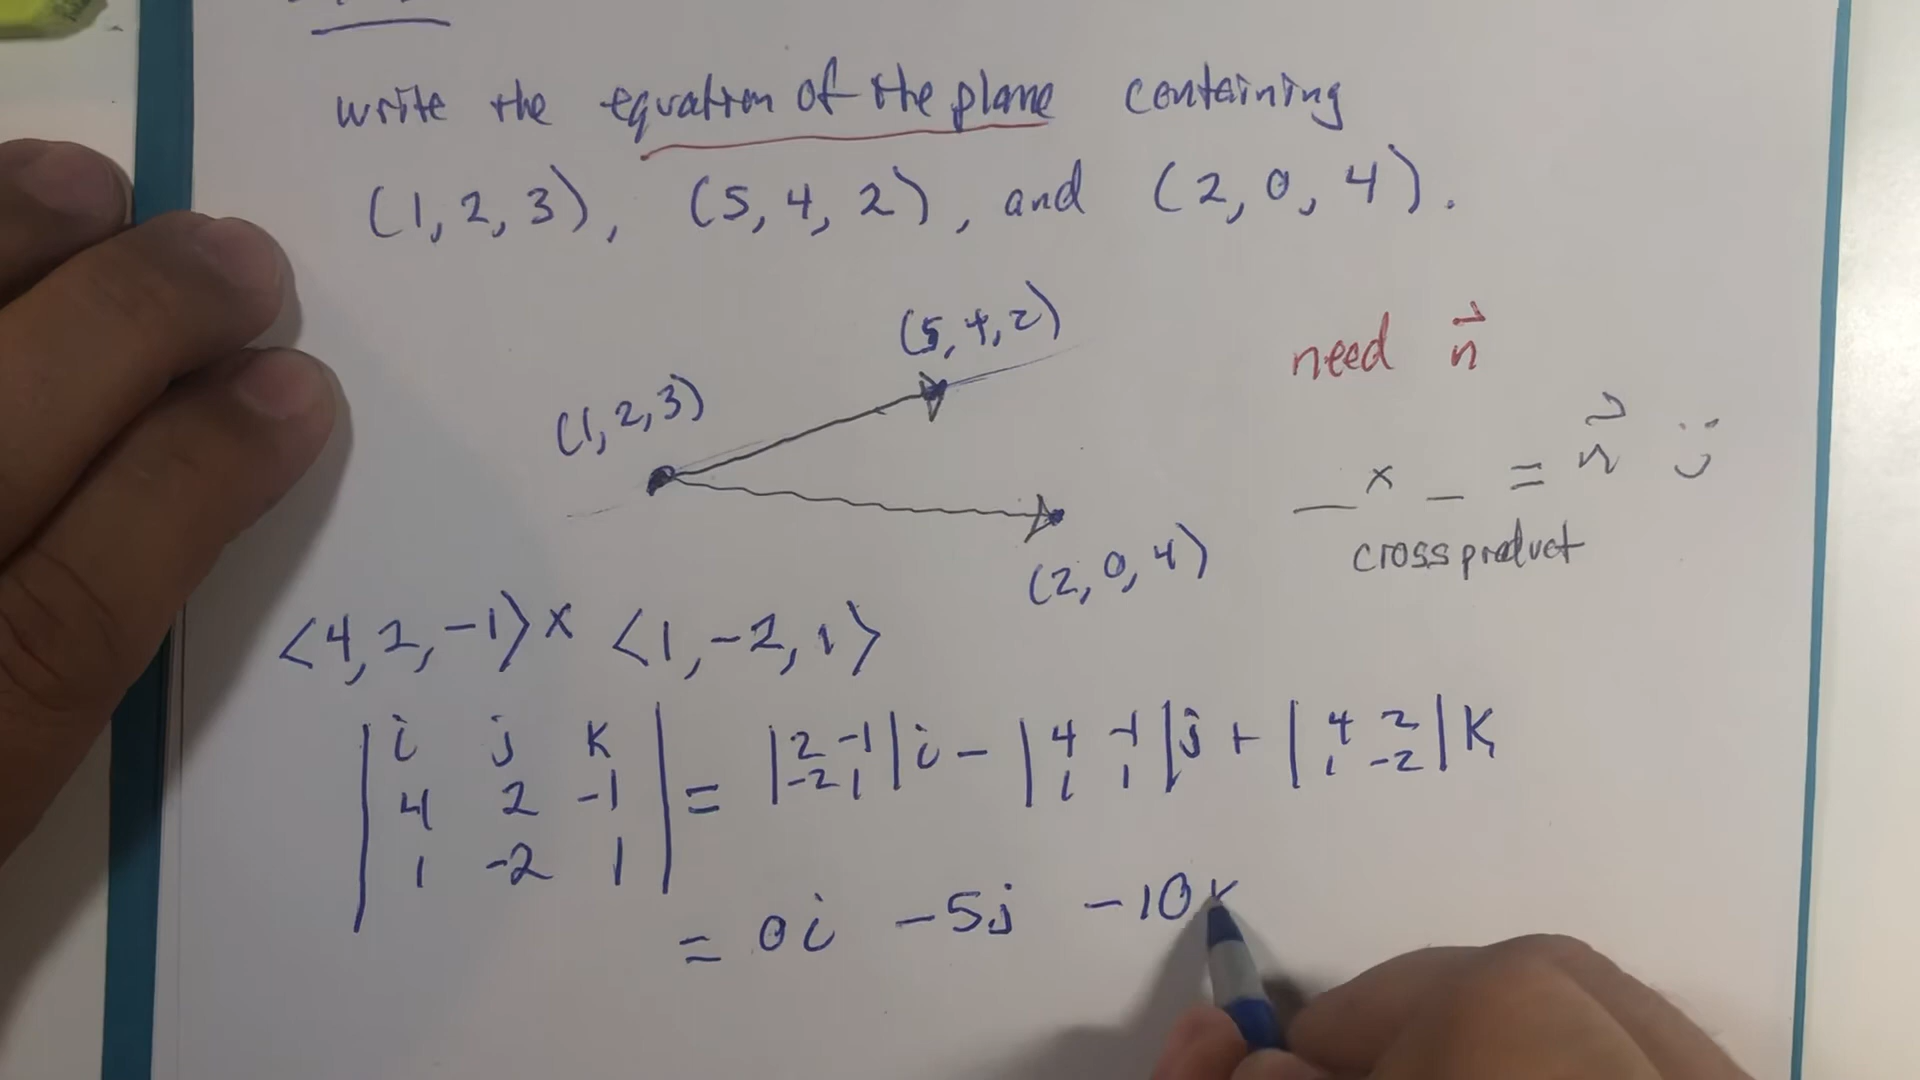 write the equation of the plane containing
(1, 2, 3), (5, 4, 2), and (2, 0, 4).
(5, 4, 2)
need n⃗
(1, 2, 3)
_ × _ = n⃗
cross product
(2, 0, 4)
<4, 2, -1> × <1, -2, 1>
| i j k | = | 2 -1 | i - | 4 -1 | j + | 4 2 | k
| 4 2 -1 | | -2 1 | | 1 1 | | 1 -2 |
| 1 -2 1 |
= 0i - 5j - 10k